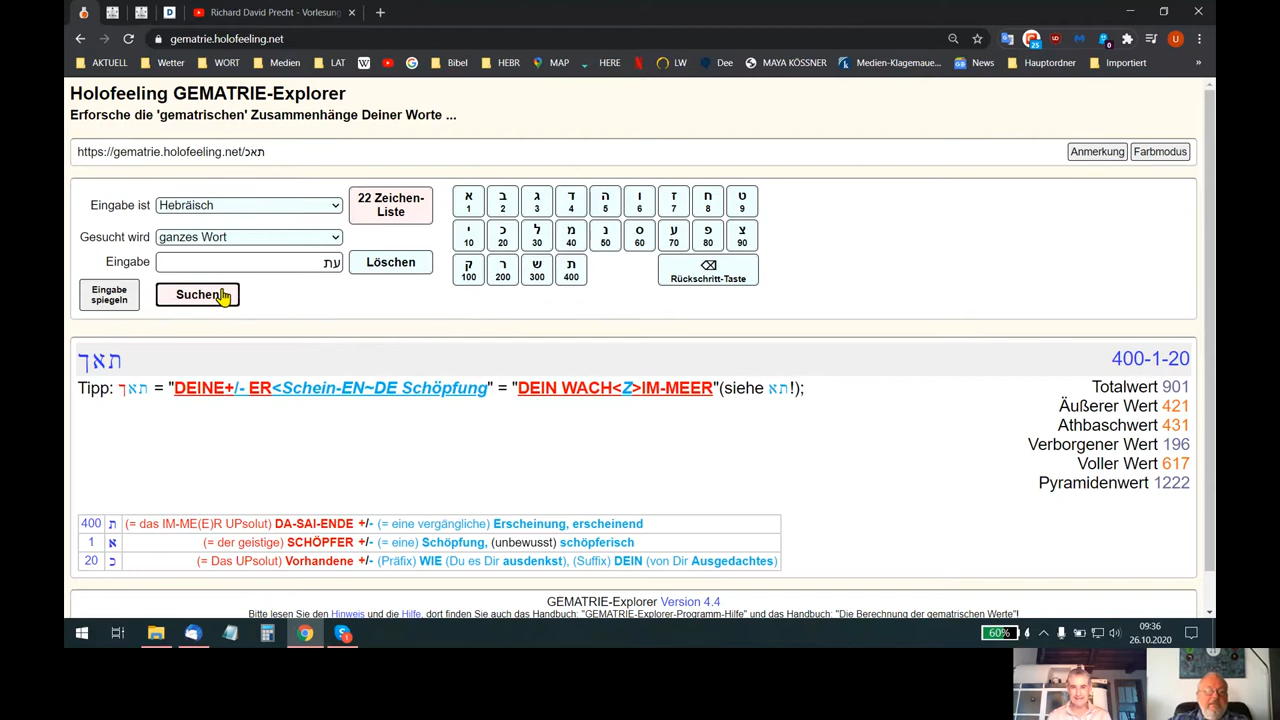 Richard David Precht - Vorlesung
gematrie.holofeeling.net
25
0
U
AKTUELL Wetter WORT Medien LAT Bibel HEBR MAP HERE LW Dee MAYA KÖSSNER Medien-Klagemaue... News Hauptordner Importiert
Holofeeling GEMATRIE-Explorer
Erforsche die 'gematrischen' Zusammenhänge Deiner Worte ...
https://gematrie.holofeeling.net/תאכ
Anmerkung Farbmodus
Eingabe ist Hebräisch
22 Zeichen-Liste
Gesucht wird ganzes Wort
Eingabe עת
Löschen
Eingabe spiegeln
Suchen
א ב ג ד ה ו ז ח ט
1 2 3 4 5 6 7 8 9
י כ ל מ נ ס ע פ צ
10 20 30 40 50 60 70 80 90
ק ר ש ת
100 200 300 400
Rückschritt-Taste
תאך 400-1-20
Tipp: תאך = "DEINE+/- ER<Schein-EN~DE Schöpfung" = "DEIN WACH<Z>IM-MEER"(siehe תא!);
Totalwert 901
Äußerer Wert 421
Athbaschwert 431
Verborgener Wert 196
Voller Wert 617
Pyramidenwert 1222
400 ת (= das IM-ME(E)R UPsolut) DA-SAI-ENDE +/- (= eine vergängliche) Erscheinung, erscheinend
1 א (= der geistige) SCHÖPFER +/- (= eine) Schöpfung, (unbewusst) schöpferisch
20 כ (= Das UPsolut) Vorhandene +/- (Präfix) WIE (Du es Dir ausdenkst), (Suffix) DEIN (von Dir Ausgedachtes)
GEMATRIE-Explorer Version 4.4
Bitte lesen Sie den Hinweis und die Hilfe, dort finden Sie auch das Handbuch: "GEMATRIE-Explorer-Programm-Hilfe" und das Handbuch: "Die Berechnung der gematrischen Werte"!
60%
09:36
26.10.2020